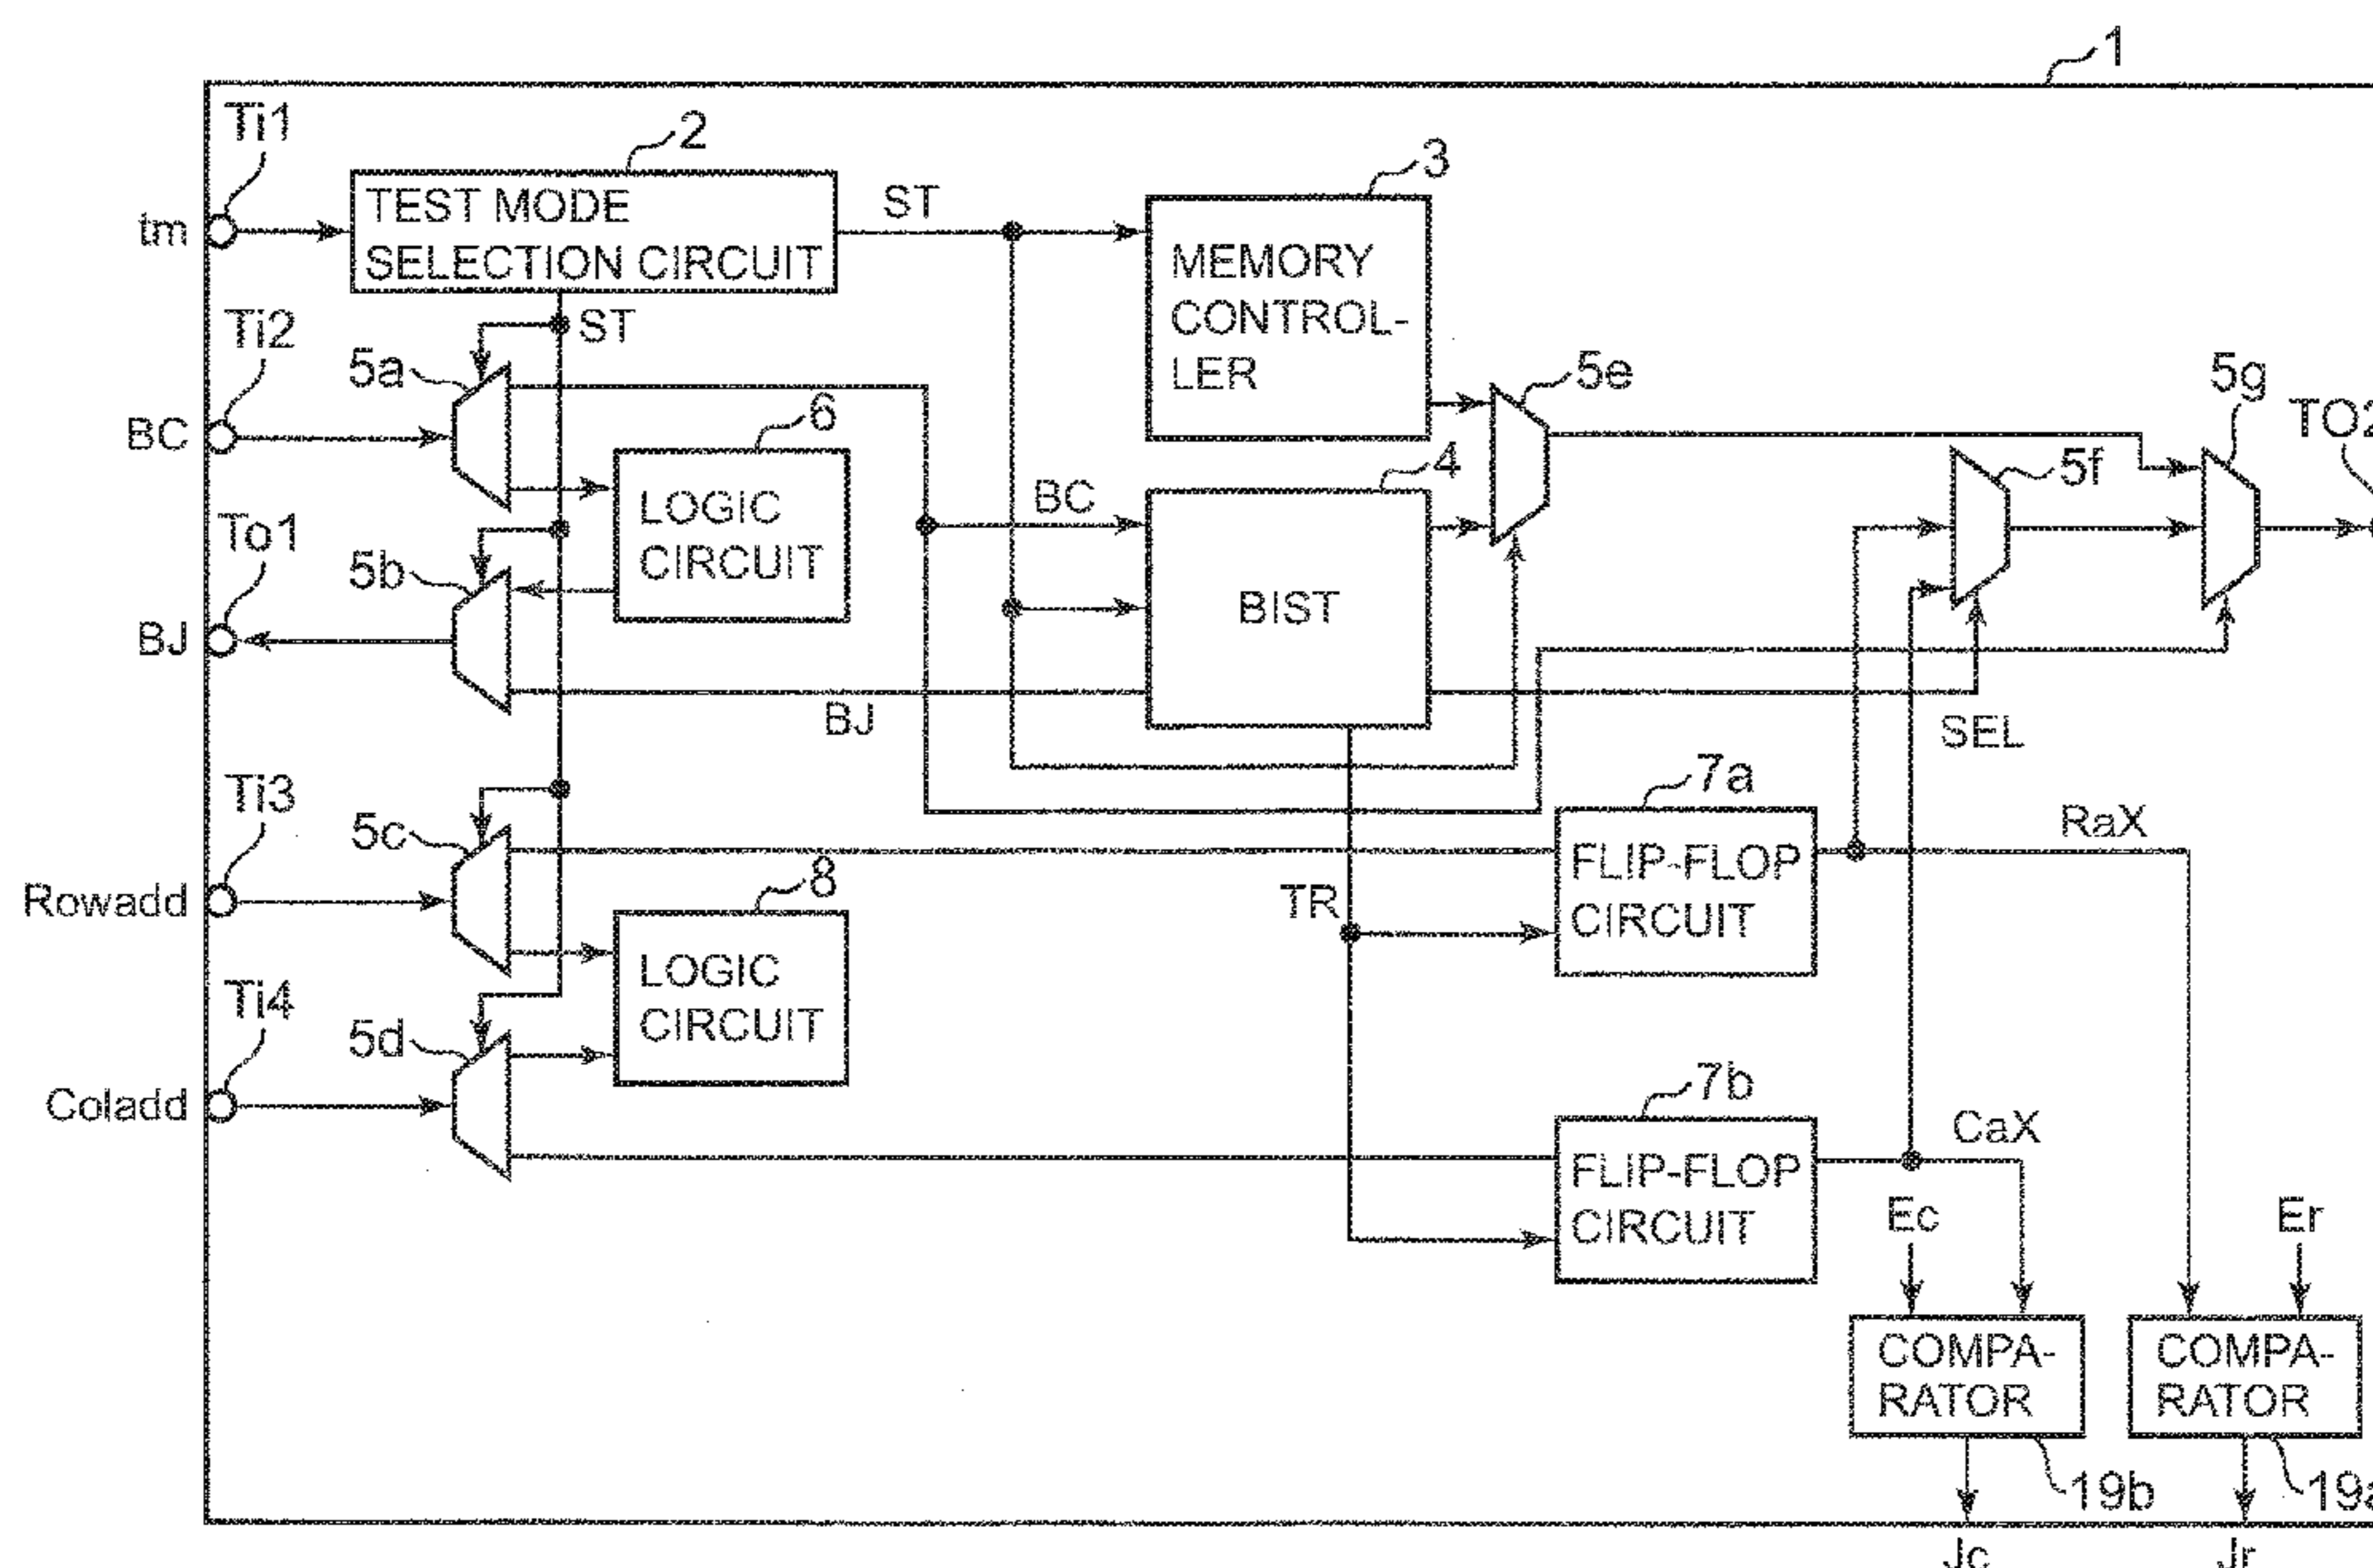 1
Ti1
2
3
tm
TEST MODE
SELECTION CIRCUIT
ST
MEMORY
CONTROL-
LER
ST
Ti2
5a
BC
6
LOGIC
CIRCUIT
5e
5g
5f
4
BC
BIST
To1
5b
BJ
BJ
SEL
Ti3
5c
Rowadd
8
LOGIC
CIRCUIT
7a
FLIP-FLOP
CIRCUIT
RaX
TR
Ti4
5d
Coladd
7b
FLIP-FLOP
CIRCUIT
CaX
Ec
Er
COMPA-
RATOR
COMPA-
RATOR
19b
Jc
Jr